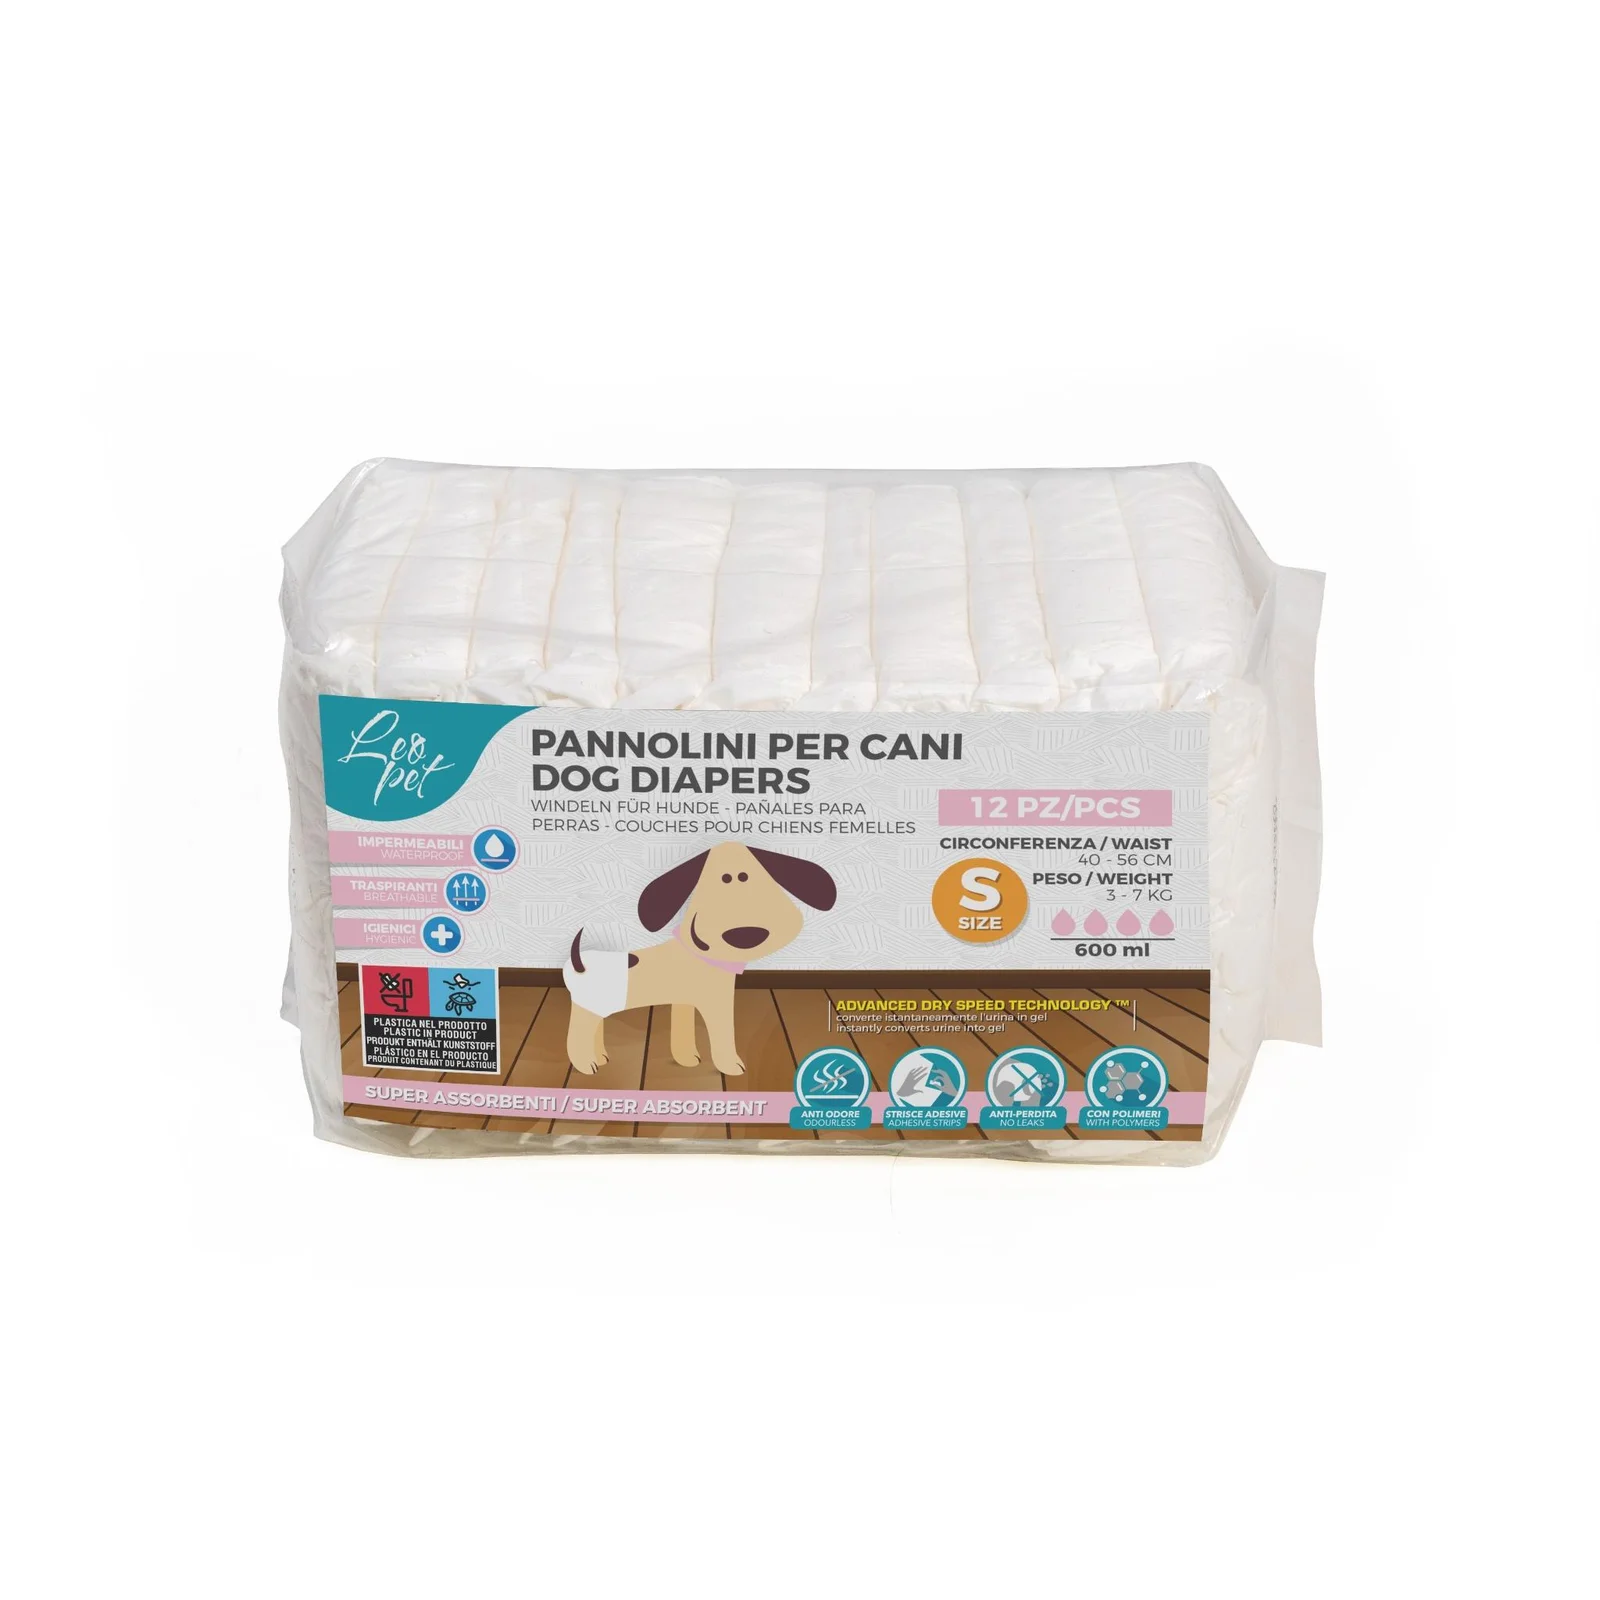 Leo
pet
PANNOLINI PER CANI
DOG DIAPERS
WINDELN FÜR HUNDE - PAÑALES PARA
PERRAS - COUCHES POUR CHIENS FEMELLES
12 PZ/PCS
CIRCONFERENZA / WAIST
40 - 56 CM
PESO / WEIGHT
3 - 7 KG
S
SIZE
600 ml
IMPERMEABILI
WATERPROOF
TRASPIRANTI
BREATHABLE
IGIENICI
HYGIENIC
PLASTICA NEL PRODOTTO
PLASTIC IN PRODUCT
PRODUKT ENTHÄLT KUNSTSTOFF
PLÁSTICO EN EL PRODUCTO
PRODUIT CONTENANT DU PLASTIQUE
ADVANCED DRY SPEED TECHNOLOGY ™
converte istantaneamente l'urina in gel
instantly converts urine into gel
SUPER ASSORBENTI / SUPER ABSORBENT
ANTI ODORE
ODOURLESS
STRISCE ADESIVE
ADHESIVE STRIPS
ANTI-PERDITA
NO LEAKS
CON POLIMERI
WITH POLYMERS